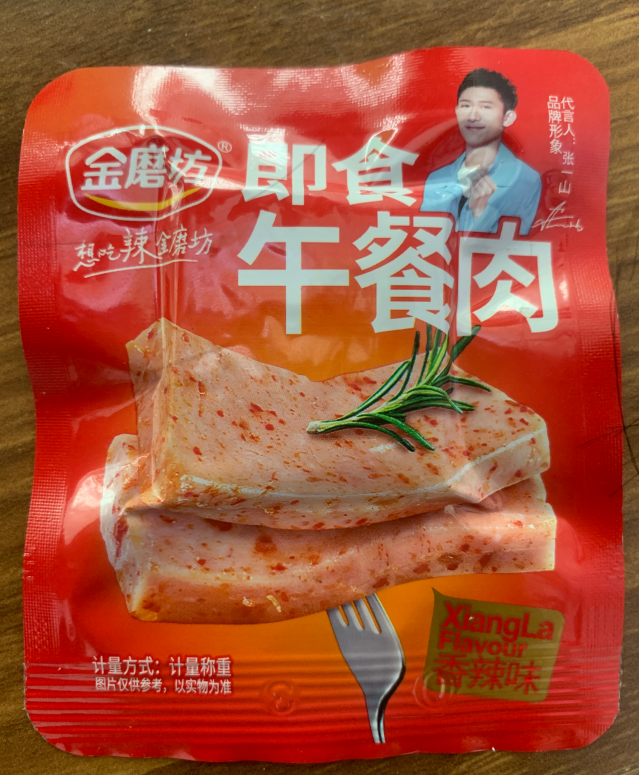 金磨坊®
想吃辣 金磨坊
即食
午餐肉
代言人：张一山
品牌形象
XiangLa
Flavour
香辣味
计量方式：计量称重
图片仅供参考，以实物为准